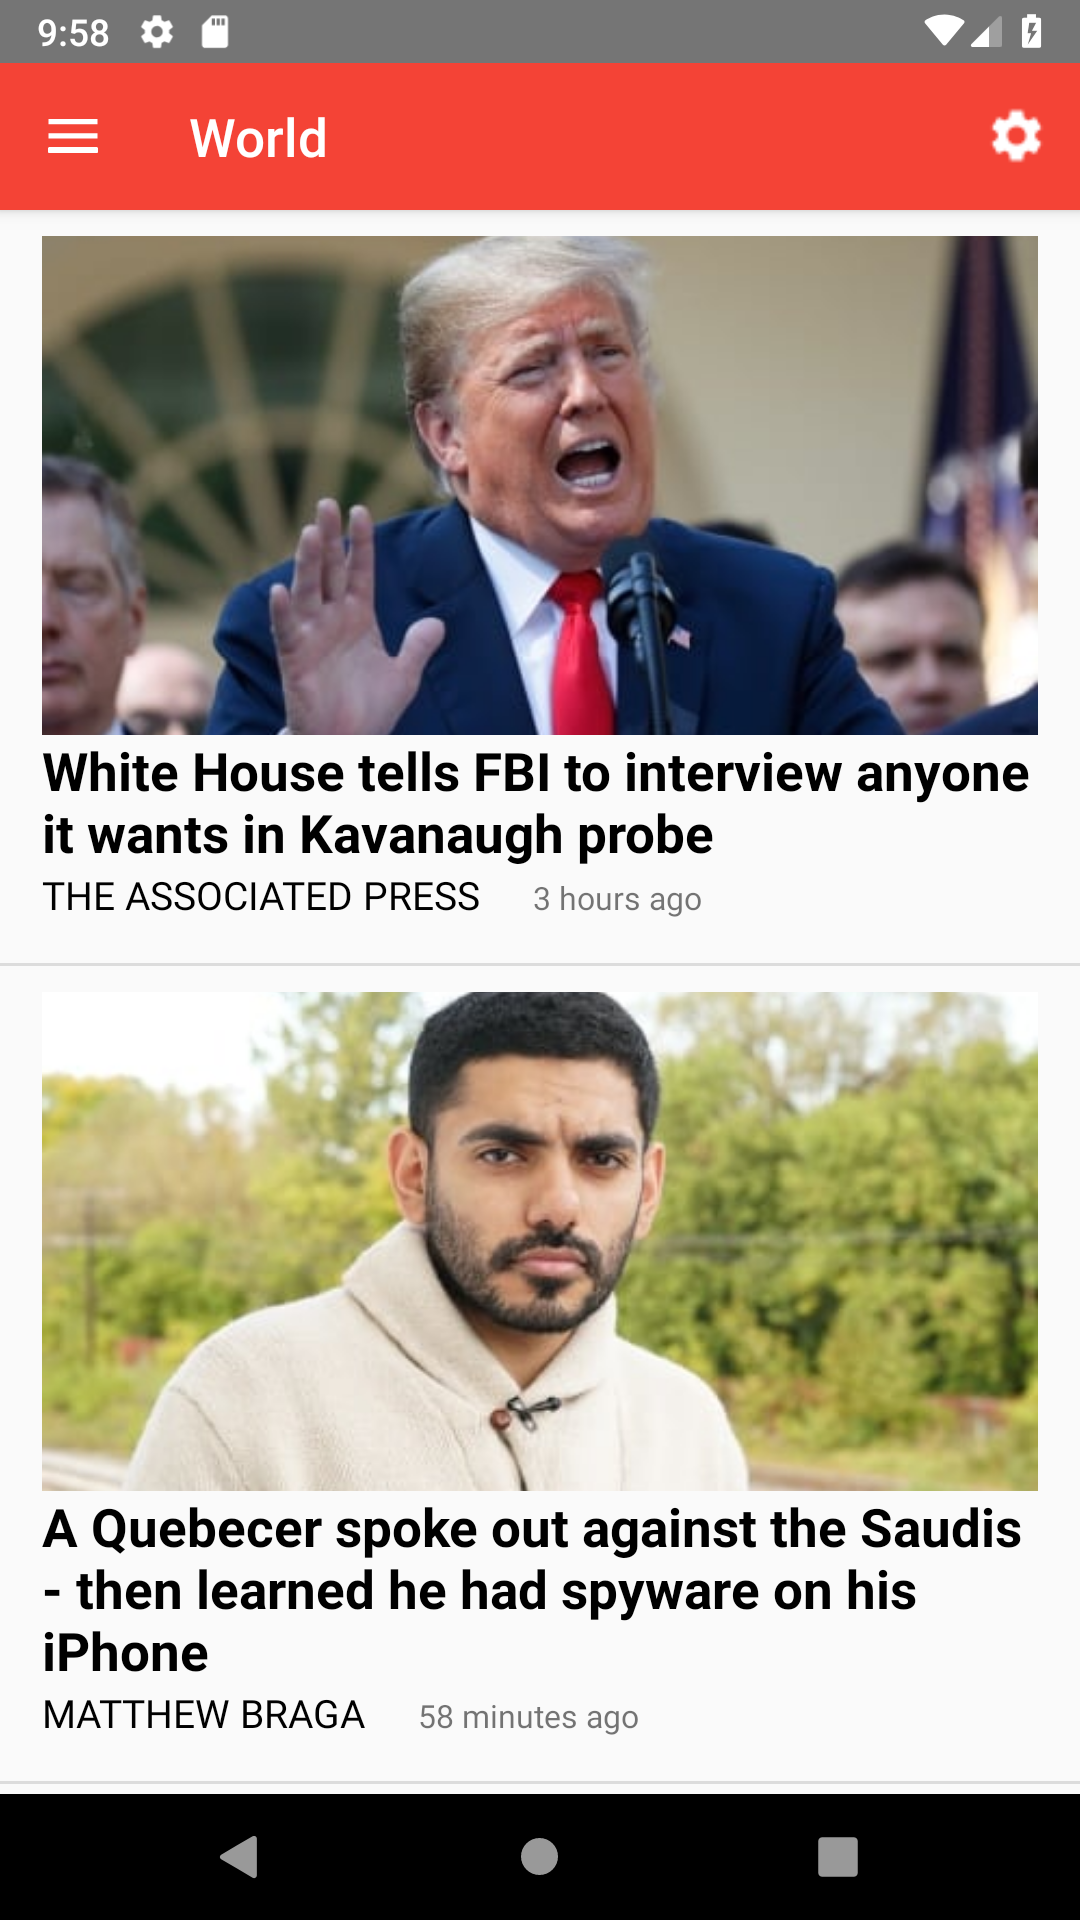 9:58
World
White House tells FBI to interview anyone
it wants in Kavanaugh probe
THE ASSOCIATED PRESS 3 hours ago
A Quebecer spoke out against the Saudis
- then learned he had spyware on his
iPhone
MATTHEW BRAGA 58 minutes ago